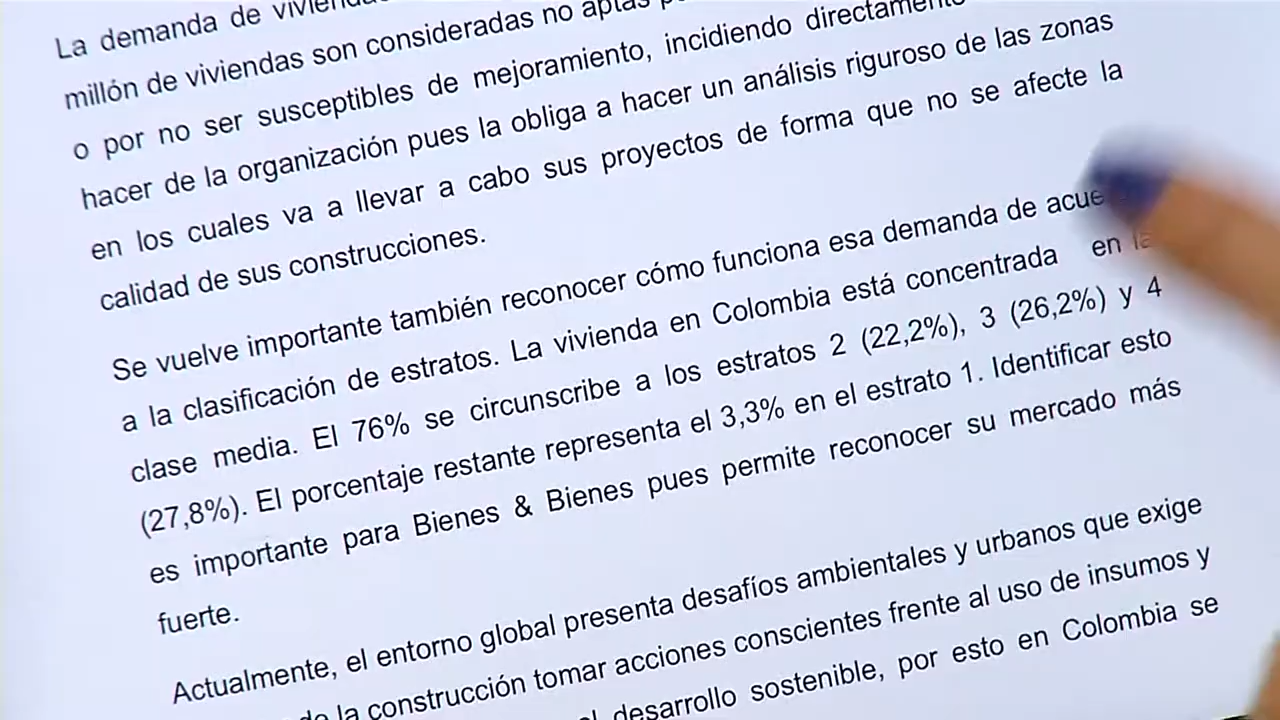 La demanda de
millón de viviendas son consideradas no aptas
o por no ser susceptibles de mejoramiento, incidiendo directamente
hacer de la organización pues la obliga a hacer un análisis riguroso de las zonas
en los cuales va a llevar a cabo sus proyectos de forma que no se afecte la
calidad de sus construcciones.
Se vuelve importante también reconocer cómo funciona esa demanda de
a la clasificación de estratos. La vivienda en Colombia está concentrada en la
clase media. El 76% se circunscribe a los estratos 2 (22,2%), 3 (26,2%) y 4
(27,8%). El porcentaje restante representa el 3,3% en el estrato 1. Identificar esto
es importante para Bienes & Bienes pues permite reconocer su mercado más
fuerte.
Actualmente, el entorno global presenta desafíos ambientales y urbanos que exige
de la construcción tomar acciones conscientes frente al uso de insumos y
desarrollo sostenible, por esto en Colombia se